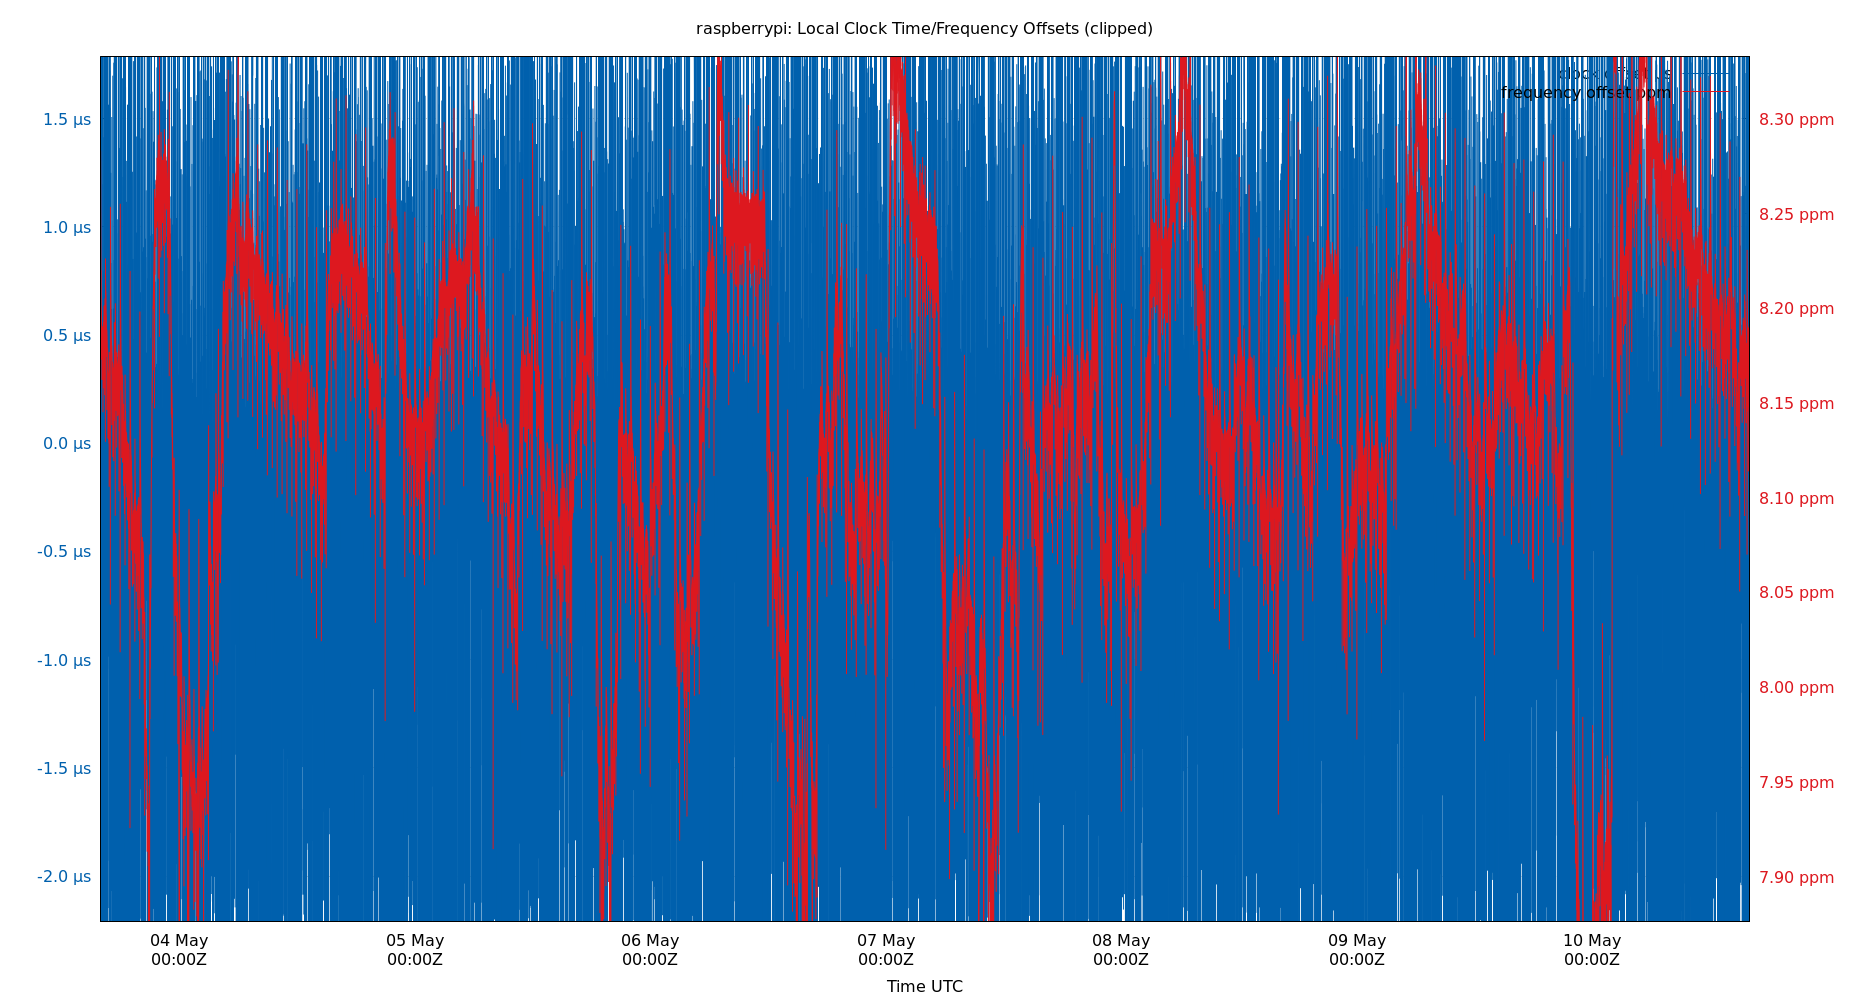 raspberrypi: Local Clock Time/Frequency Offsets (clipped)
clock offset µs
frequency offset ppm
1.5 µs
1.0 µs
0.5 µs
0.0 µs
-0.5 µs
-1.0 µs
-1.5 µs
-2.0 µs
8.30 ppm
8.25 ppm
8.20 ppm
8.15 ppm
8.10 ppm
8.05 ppm
8.00 ppm
7.95 ppm
7.90 ppm
04 May 05 May 06 May 07 May 08 May 09 May 10 May
00:00Z 00:00Z 00:00Z 00:00Z 00:00Z 00:00Z 00:00Z
Time UTC